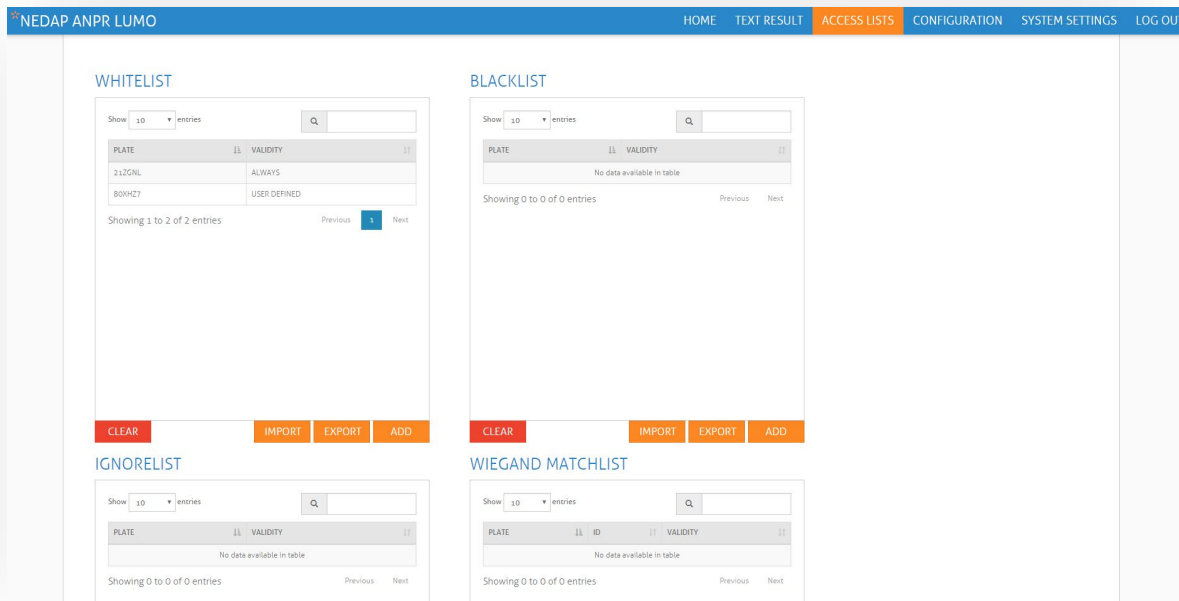 *NEDAP ANPR LUMO HOME TEXT RESULT ACCESS LISTS CONFIGURATION SYSTEM SETTINGS LOG OUT
WHITELIST
Show 10 entries
PLATE VALIDITY
21ZGNL ALWAYS
80XHZ7 USER DEFINED
Showing 1 to 2 of 2 entries Previous 1 Next
CLEAR IMPORT EXPORT ADD
BLACKLIST
Show 10 entries
PLATE VALIDITY
No data available in table
Showing 0 to 0 of 0 entries Previous Next
CLEAR IMPORT EXPORT ADD
IGNORELIST
Show 10 entries
PLATE VALIDITY
No data available in table
Showing 0 to 0 of 0 entries Previous Next
WIEGAND MATCHLIST
Show 10 entries
PLATE ID VALIDITY
No data available in table
Showing 0 to 0 of 0 entries Previous Next